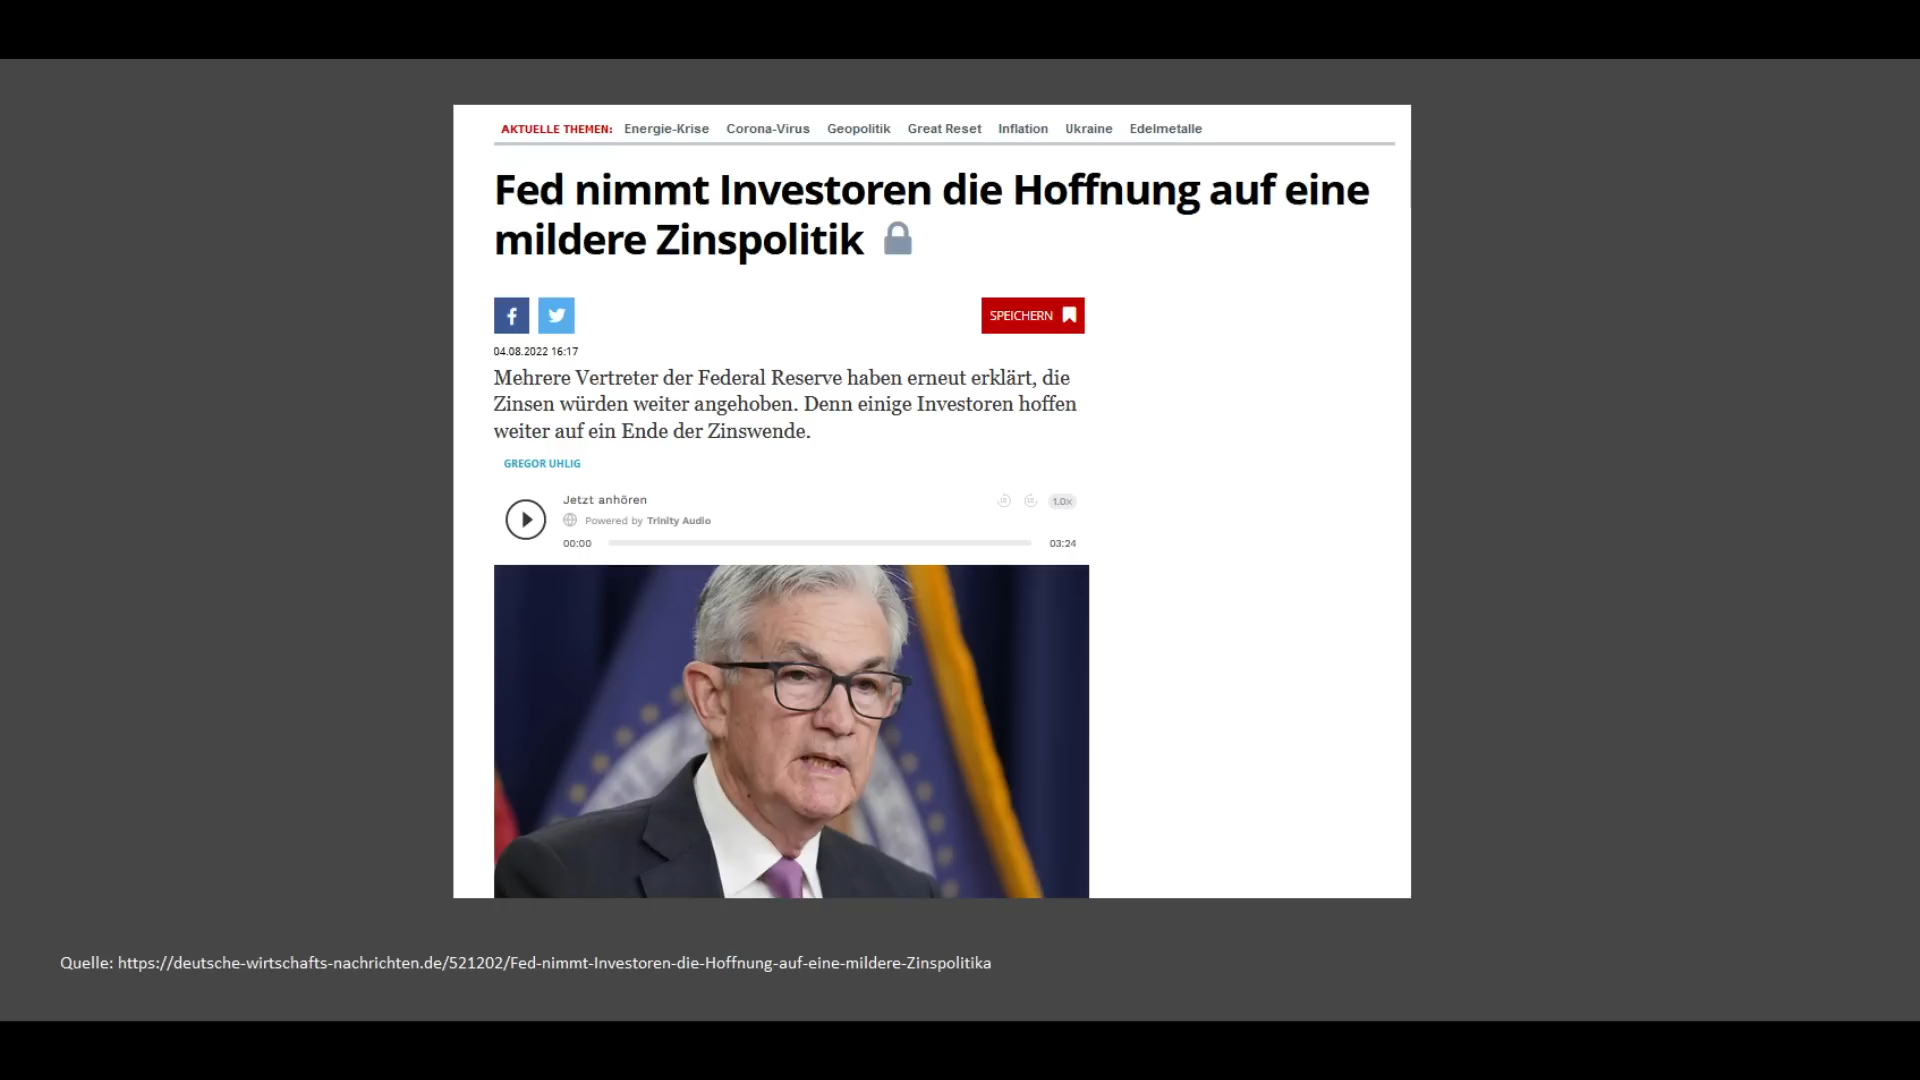 AKTUELLE THEMEN: Energie-Krise Corona-Virus Geopolitik Great Reset Inflation Ukraine Edelmetalle
Fed nimmt Investoren die Hoffnung auf eine
mildere Zinspolitik
SPEICHERN
04.08.2022 16:17
Mehrere Vertreter der Federal Reserve haben erneut erklärt, die
Zinsen würden weiter angehoben. Denn einige Investoren hoffen
weiter auf ein Ende der Zinswende.
GREGOR UHLIG
Jetzt anhören
1.0x
Powered by Trinity Audio
00:00 03:24
Quelle: https://deutsche-wirtschafts-nachrichten.de/521202/Fed-nimmt-Investoren-die-Hoffnung-auf-eine-mildere-Zinspolitika